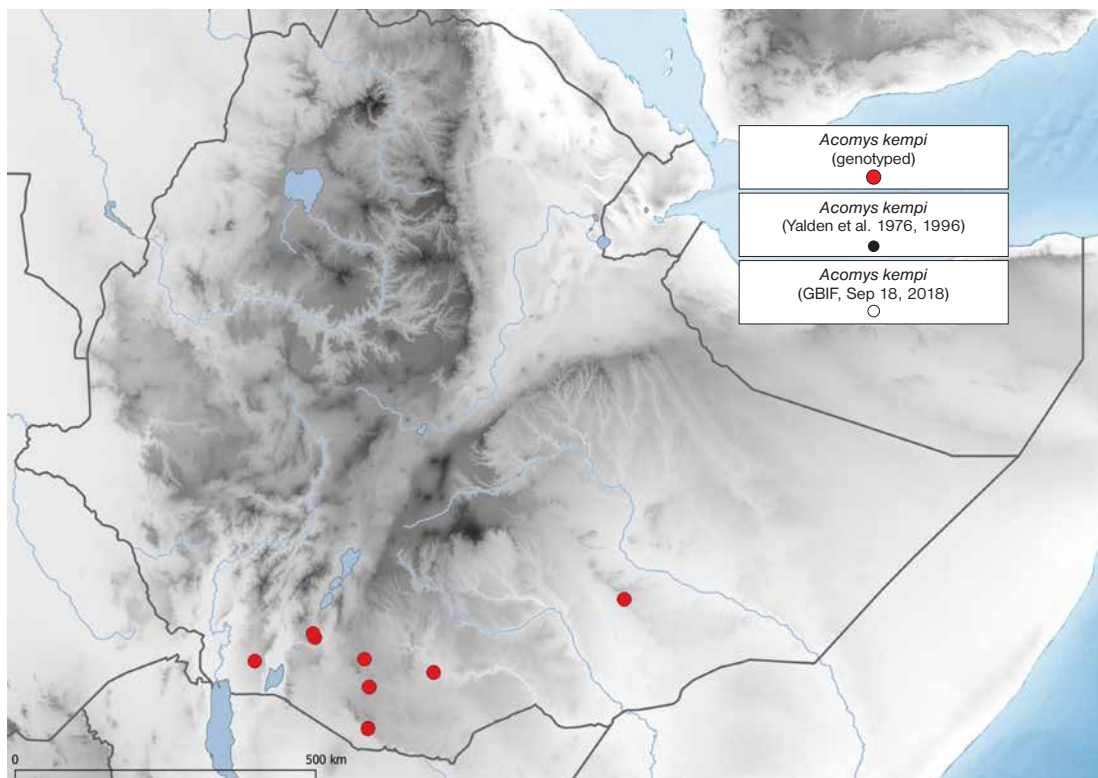 Acomys kempi
(genotyped)
Acomys kempi
(Yalden et al. 1976, 1996)
Acomys kempi
(GBIF, Sep 18, 2018)
0
500 km